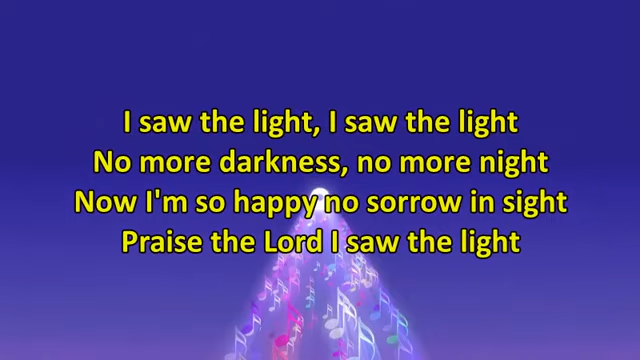 I saw the light, I saw the light
No more darkness, no more night
Now I'm so happy no sorrow in sight
Praise the Lord I saw the light